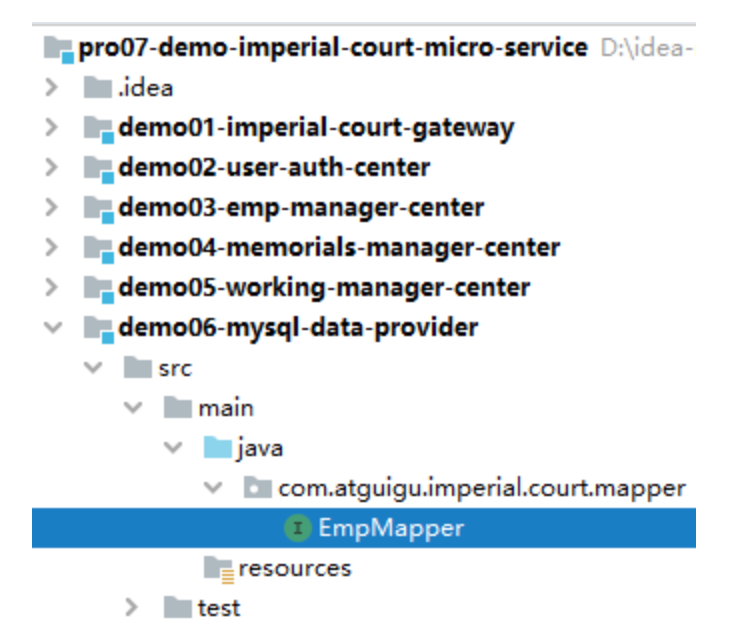 pro07-demo-imperial-court-micro-service D:\idea-
.idea
demo01-imperial-court-gateway
demo02-user-auth-center
demo03-emp-manager-center
demo04-memorials-manager-center
demo05-working-manager-center
demo06-mysql-data-provider
src
main
java
com.atguigu.imperial.court.mapper
I EmpMapper
resources
test